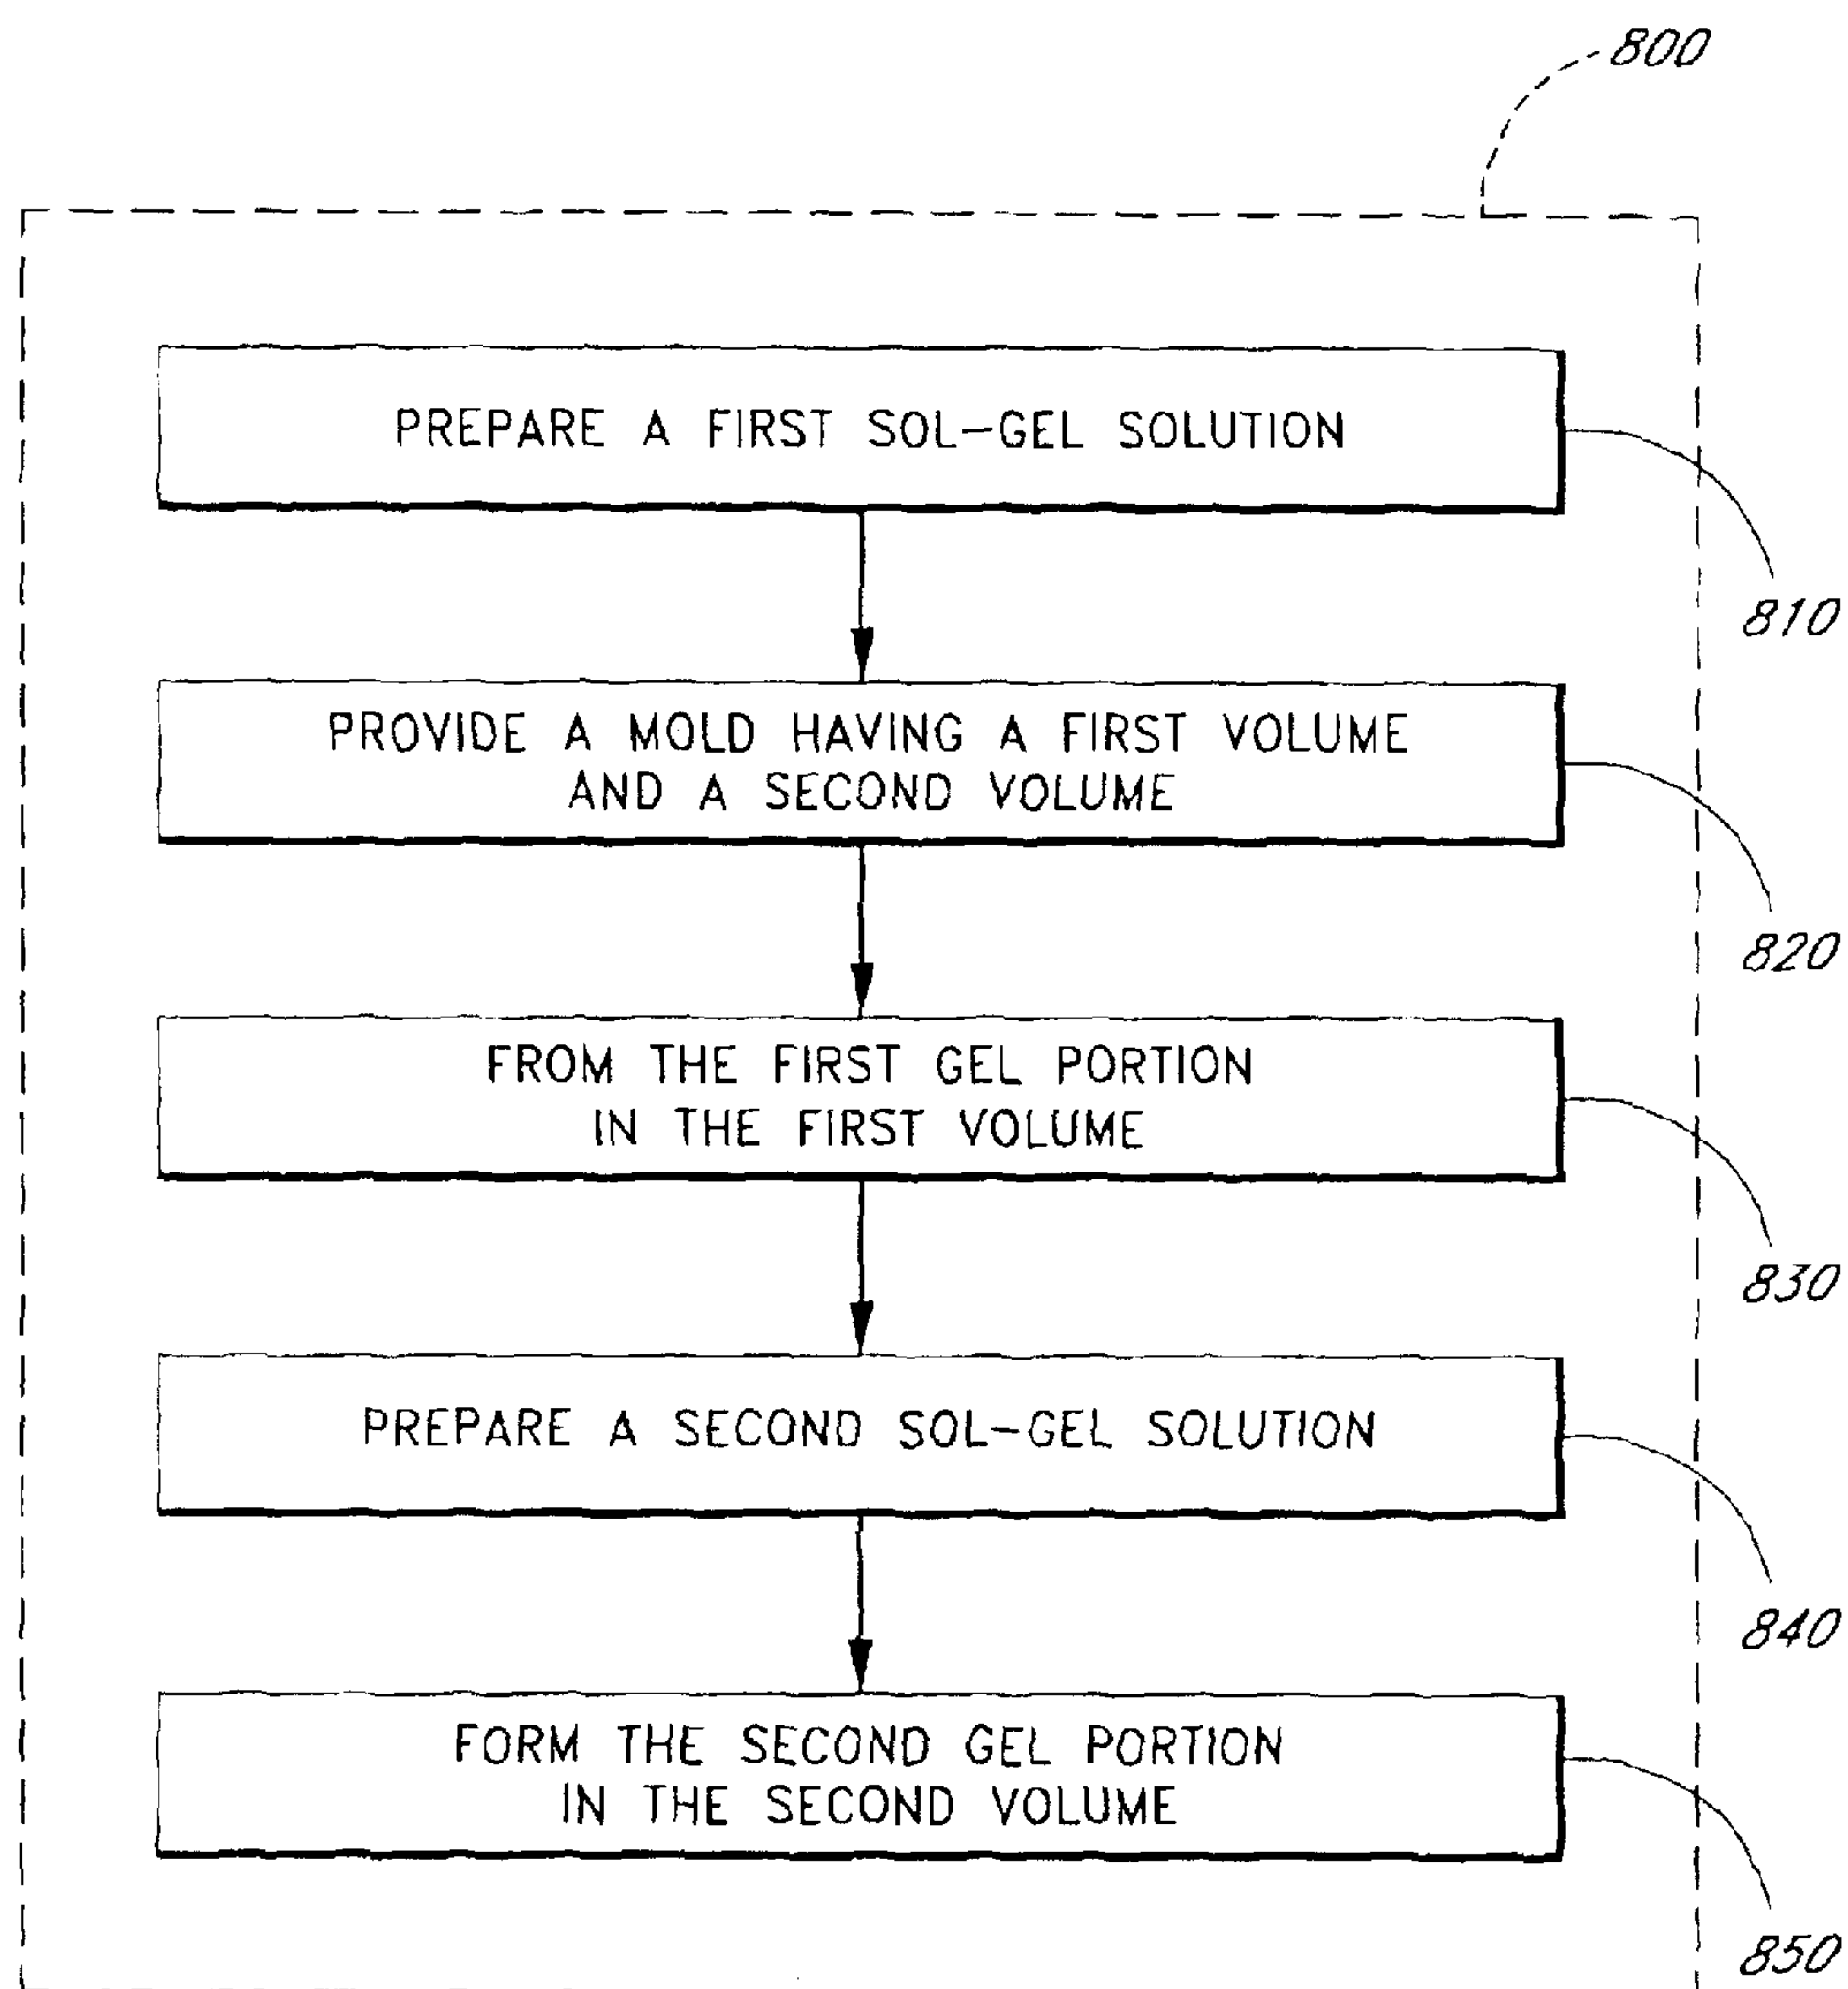 800
PREPARE A FIRST SOL-GEL SOLUTION
810
PROVIDE A MOLD HAVING A FIRST VOLUME
AND A SECOND VOLUME
820
FROM THE FIRST GEL PORTION
IN THE FIRST VOLUME
830
PREPARE A SECOND SOL-GEL SOLUTION
840
FORM THE SECOND GEL PORTION
IN THE SECOND VOLUME
850